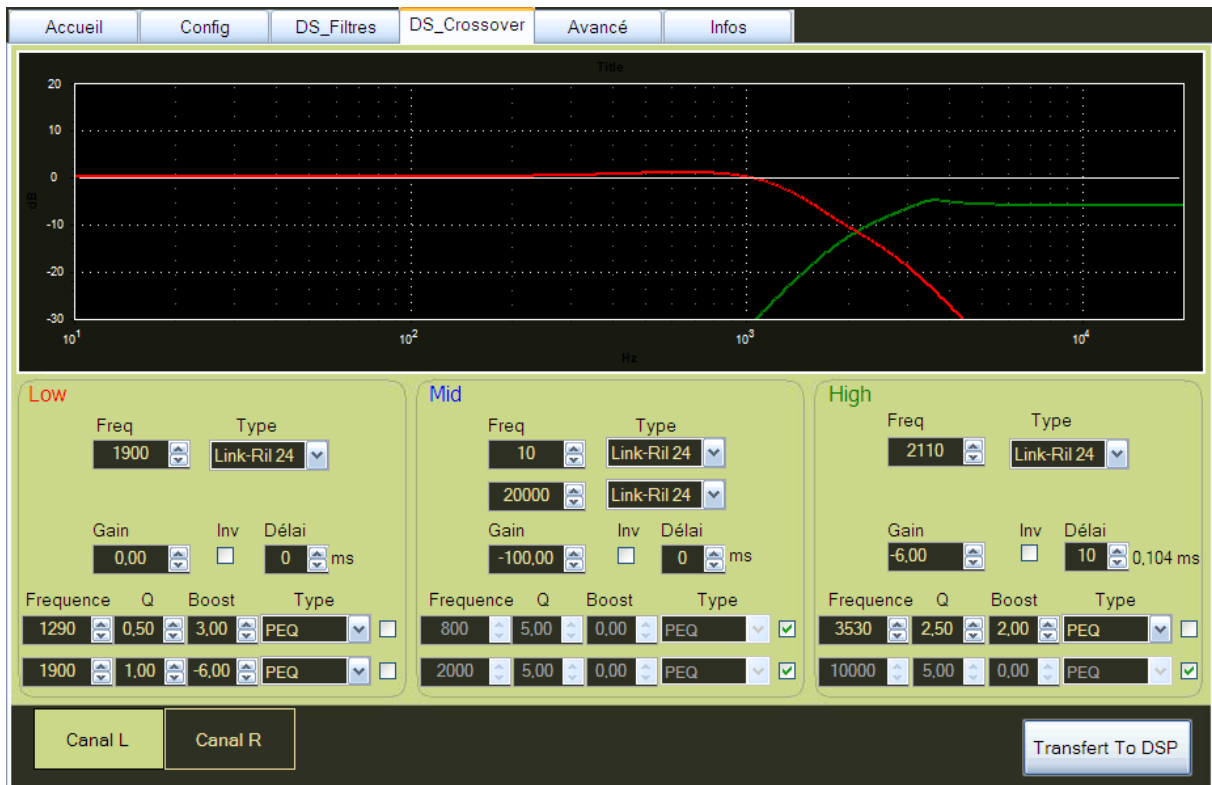 Accueil Config DS_Filtres DS_Crossover Avancé Infos
Title
20
10
0
dB
-10
-20
-30
10¹ 10² 10³ 10⁴
Hz
Low
Freq Type
1900 Link-Ril 24
Gain Inv Délai
0,00 0 ms
Frequence Q Boost Type
1290 0,50 3,00 PEQ
1900 1,00 -6,00 PEQ
Mid
Freq Type
10 Link-Ril 24
20000 Link-Ril 24
Gain Inv Délai
-100,00 0 ms
Frequence Q Boost Type
800 5,00 0,00 PEQ
2000 5,00 0,00 PEQ
High
Freq Type
2110 Link-Ril 24
Gain Inv Délai
-6,00 10 0,104 ms
Frequence Q Boost Type
3530 2,50 2,00 PEQ
10000 5,00 0,00 PEQ
Canal L Canal R Transfert To DSP